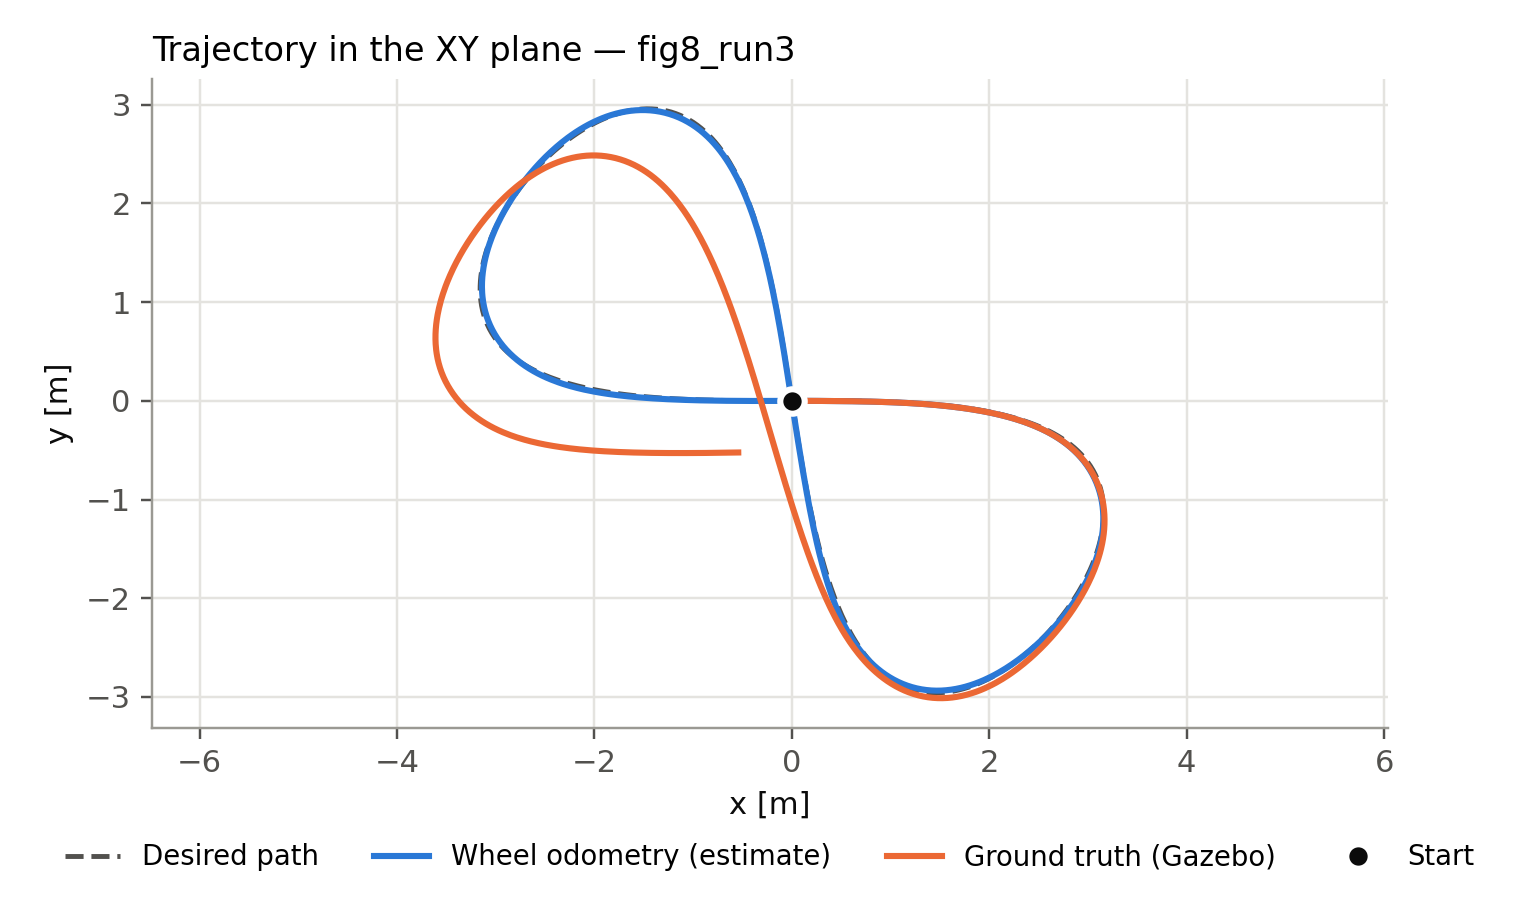 Trajectory in the XY plane — fig8_run3
3
2
1
0
−1
−2
−3
y [m]
−6 −4 −2 0 2 4 6
x [m]
Desired path Wheel odometry (estimate) Ground truth (Gazebo) Start